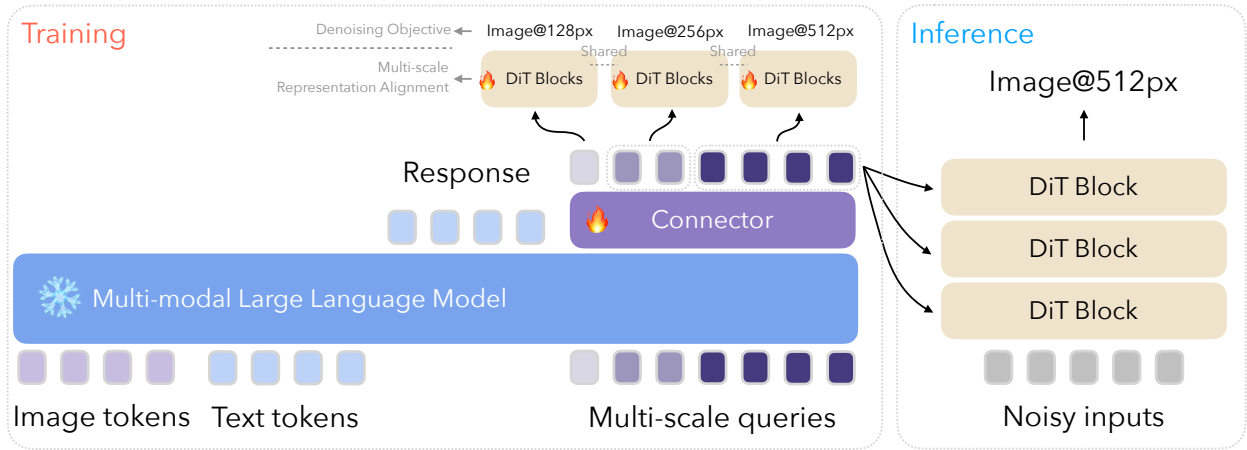 Training
Denoising Objective
Image@128px
Image@256px
Image@512px
Shared
Shared
Multi-scale
Representation Alignment
DiT Blocks
DiT Blocks
DiT Blocks
Response
Connector
Multi-modal Large Language Model
Image tokens
Text tokens
Multi-scale queries
Inference
Image@512px
DiT Block
DiT Block
DiT Block
Noisy inputs